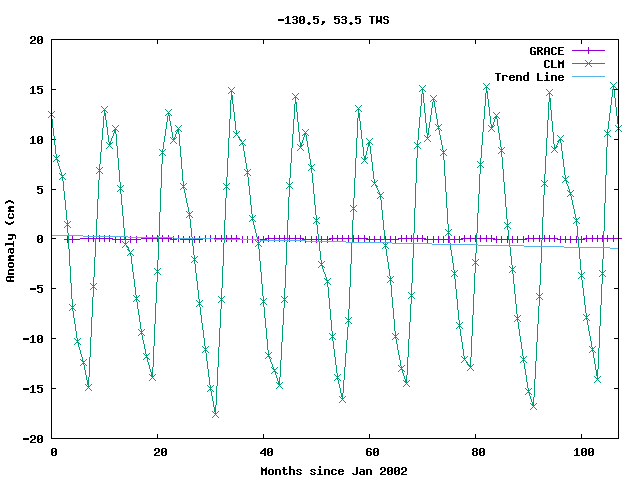 -130.5, 53.5 TWS
GRACE
CLM
Trend Line
20
15
10
5
0
-5
-10
-15
-20
Anomaly (cm)
0 20 40 60 80 100
Months since Jan 2002